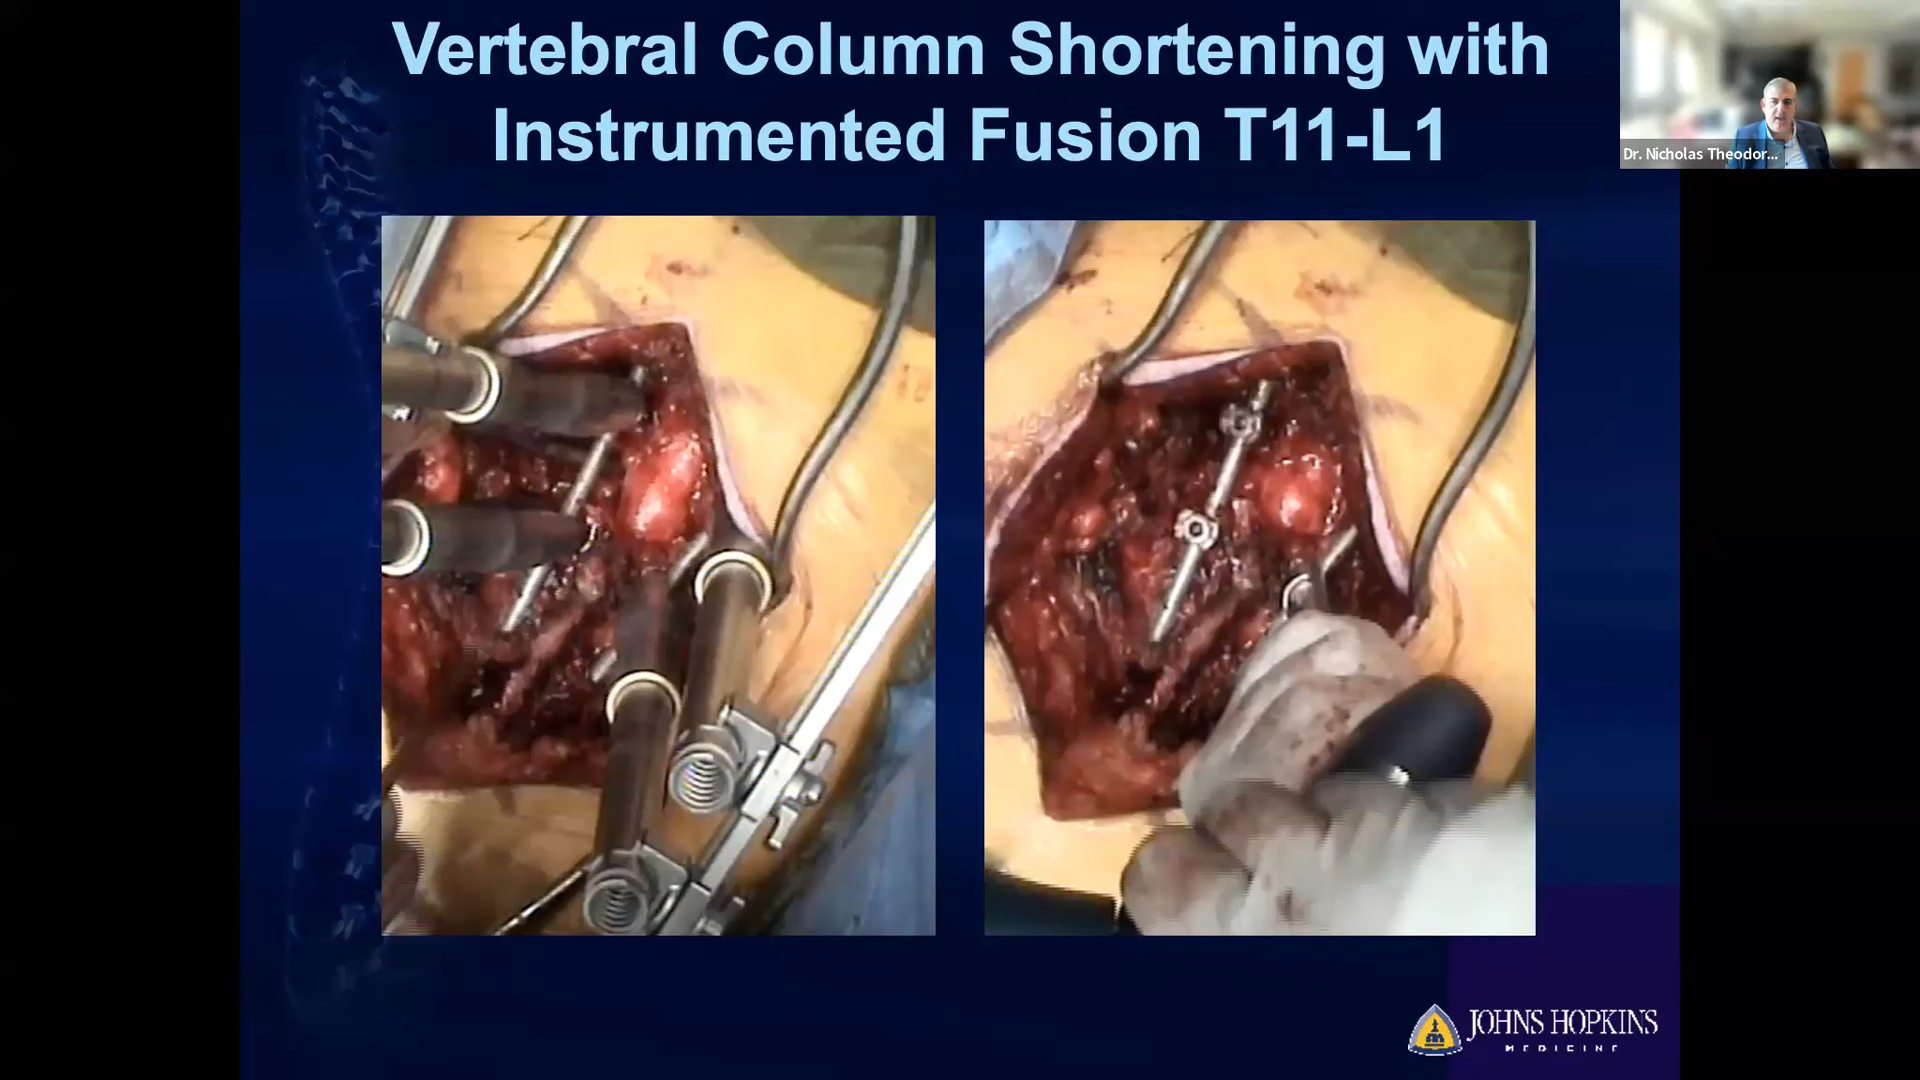 Vertebral Column Shortening with
Instrumented Fusion T11-L1
Dr. Nicholas Theodor...
JOHNS HOPKINS
MEDICINE